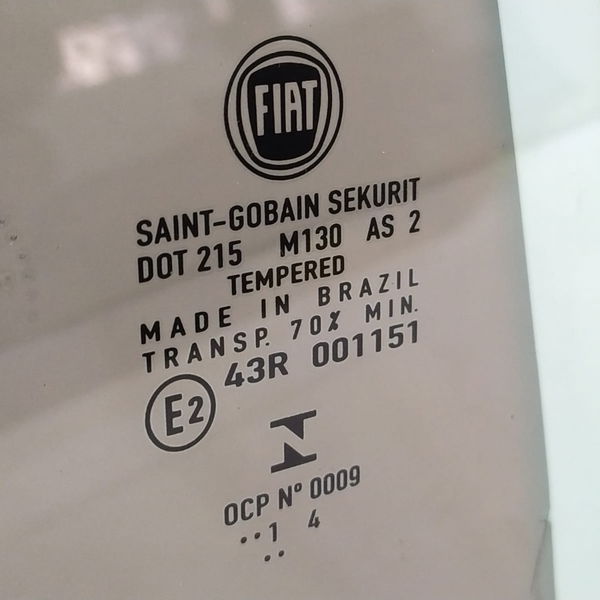 FIAT
SAINT-GOBAIN SEKURIT
DOT 215 M130 AS 2
TEMPERED
MADE IN BRAZIL
TRANSP. 70% MIN.
43R 001151
E2
OCP Nº 0009
..1 4
..